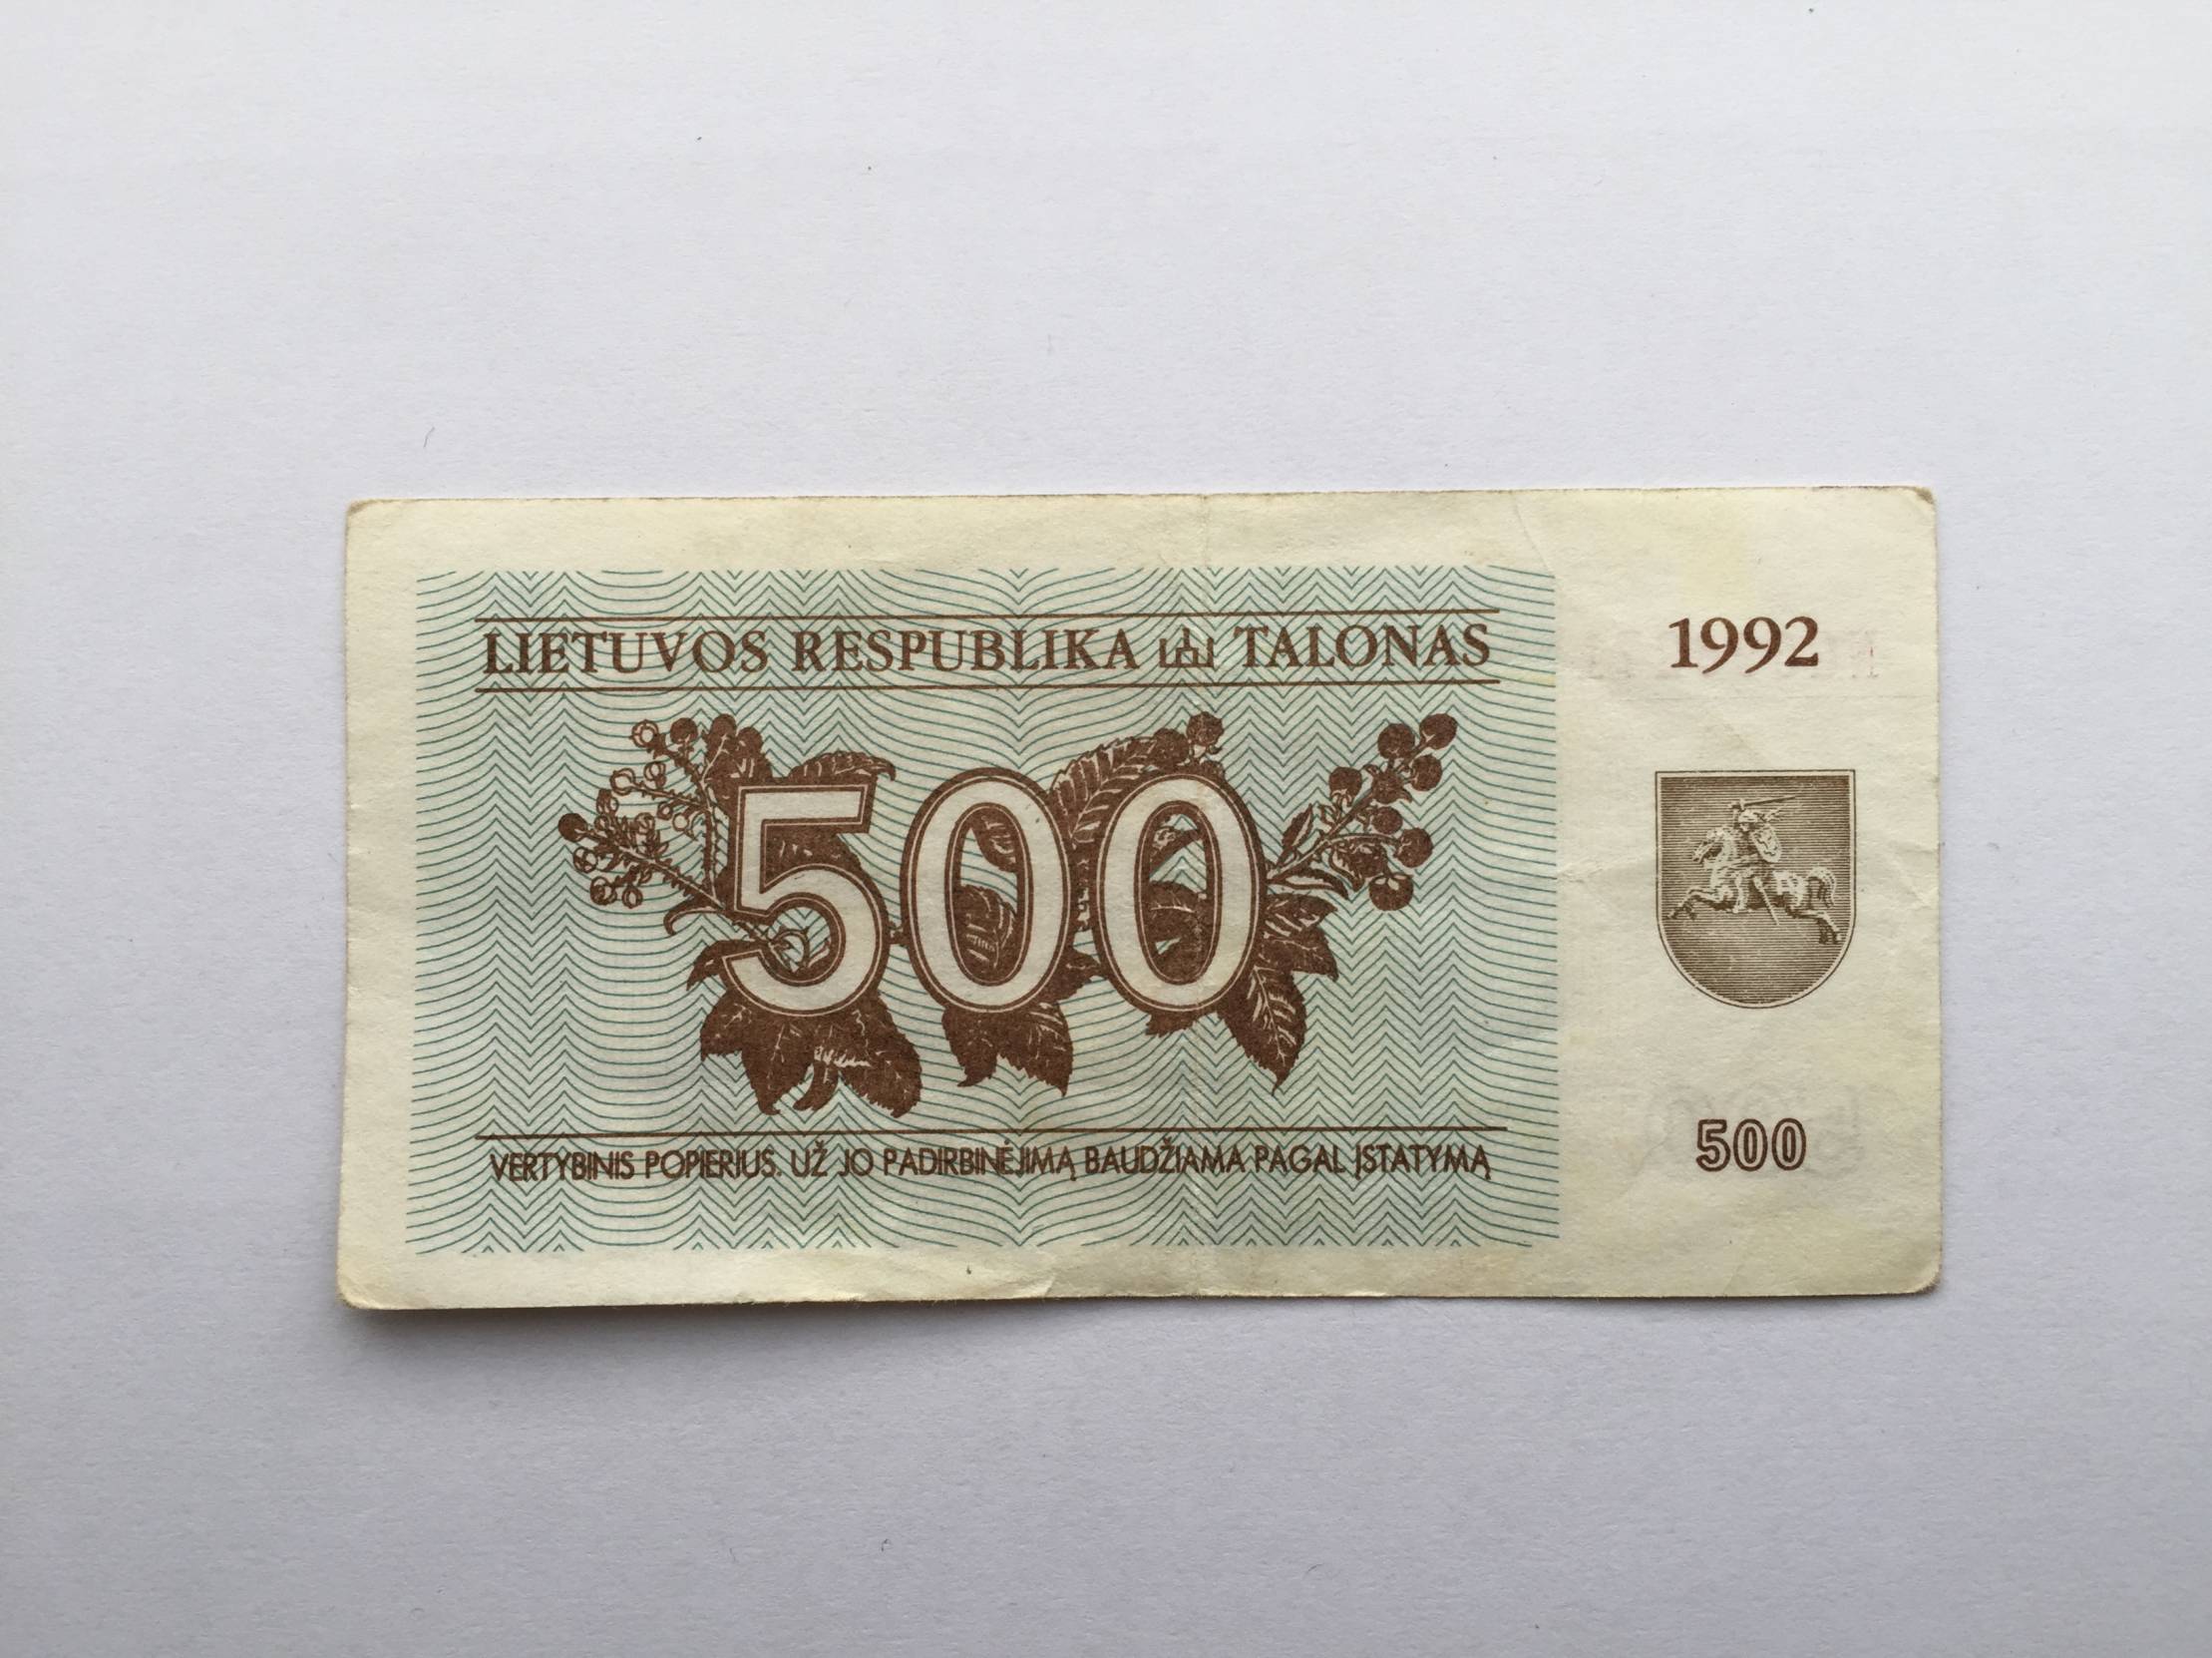 LIETUVOS RESPUBLIKA TALONAS
1992
500
VERTYBINIS POPIERIUS. UŽ JO PADIRBINĖJIMĄ BAUDŽIAMA PAGAL ĮSTATYMĄ
500